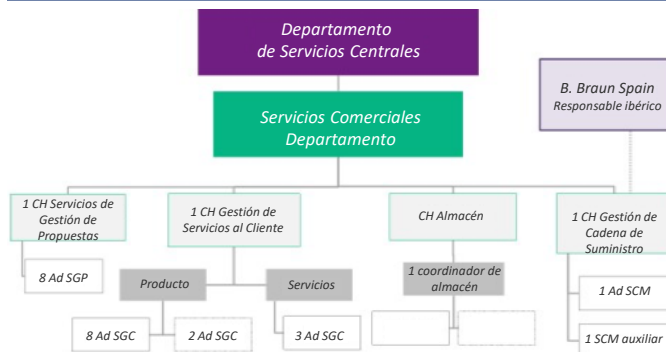 Departamento
de Servicios Centrales
B. Braun Spain
Responsable ibérico
Servicios Comerciales
Departamento
1 CH Servicios de
Gestión de
Propuestas
1 CH Gestión de
Servicios al Cliente
CH Almacén
1 CH Gestión de
Cadena de
Suministro
8 Ad SGP
Producto
Servicios
1 coordinador de
almacén
1 Ad SCM
8 Ad SGC
2 Ad SGC
3 Ad SGC
1 SCM auxiliar